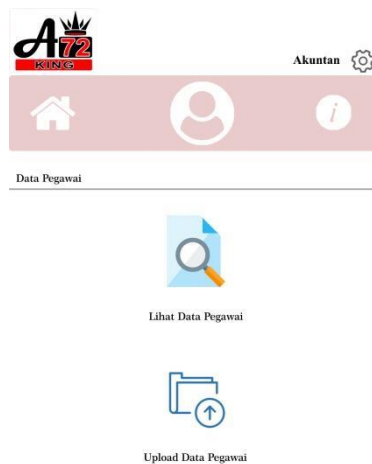 A72
KING
Akuntan
i
Data Pegawai
Lihat Data Pegawai
Upload Data Pegawai